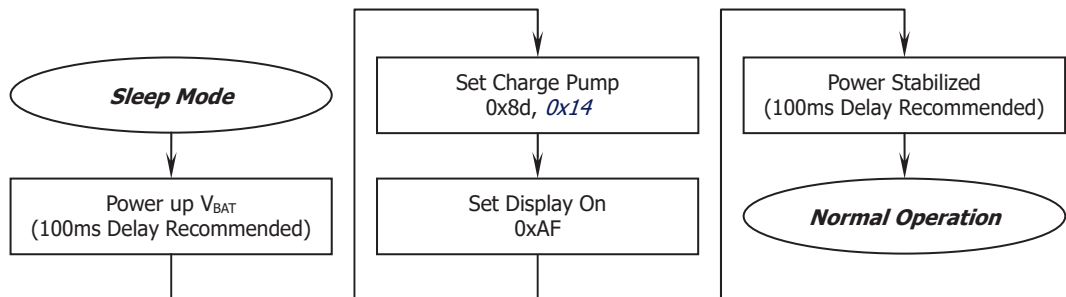 Sleep Mode
Power up VBAT
(100ms Delay Recommended)
Set Charge Pump
0x8d, 0x14
Set Display On
0xAF
Power Stabilized
(100ms Delay Recommended)
Normal Operation